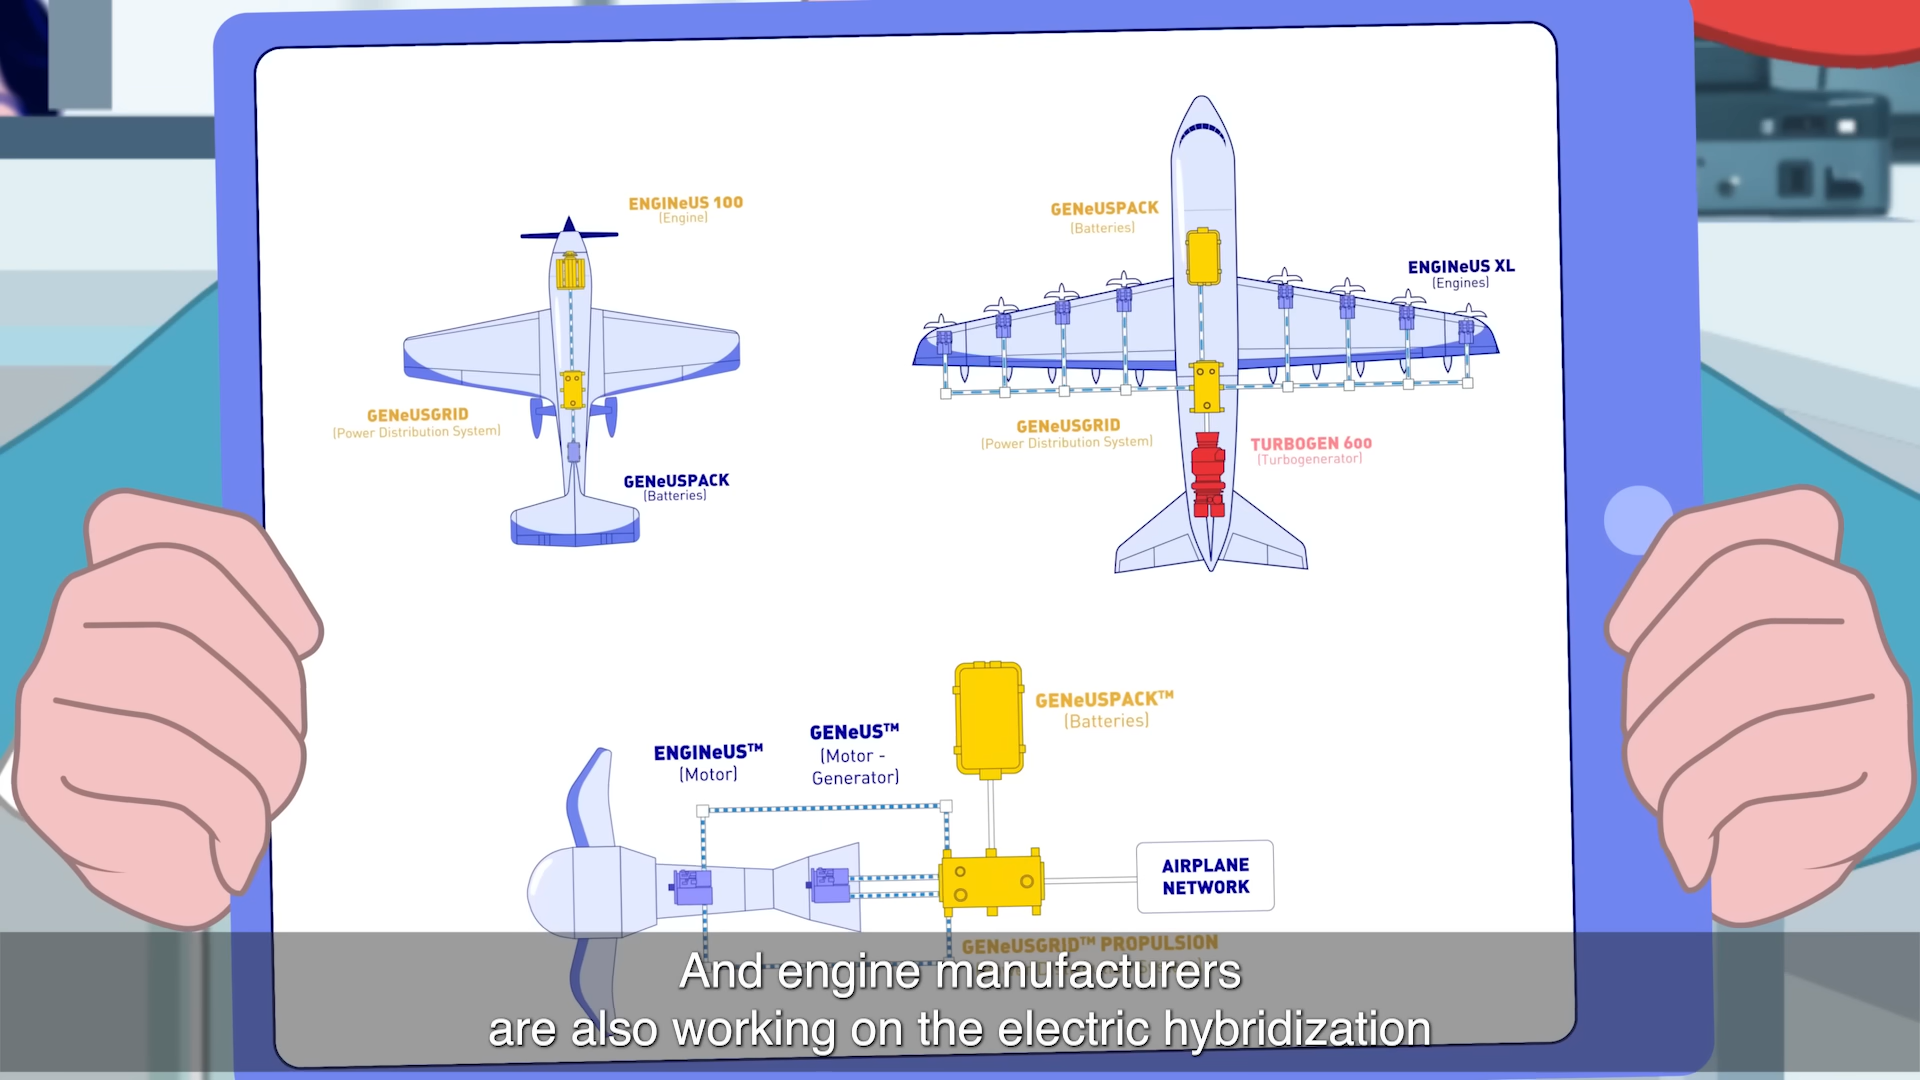 ENGINeUS 100
(Engine)
GENeUSGRID
(Power Distribution System)
GENeUSPACK
(Batteries)
GENeUSPACK
(Batteries)
ENGINeUS XL
(Engines)
GENeUSGRID
(Power Distribution System)
TURBOGEN 600
(Turbogenerator)
ENGINeUS™
(Motor)
GENeUS™
(Motor -
Generator)
GENeUSPACK™
(Batteries)
AIRPLANE
NETWORK
GENeUSGRID™ PROPULSION
And engine manufacturers
are also working on the electric hybridization